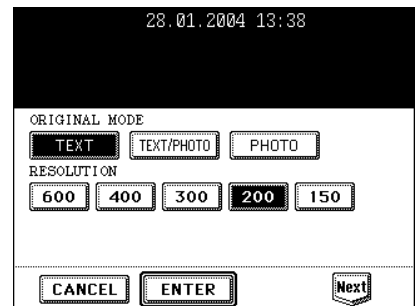 28.01.2004 13:38
ORIGINAL MODE
TEXT TEXT/PHOTO PHOTO
RESOLUTION
600 400 300 200 150
CANCEL ENTER Next